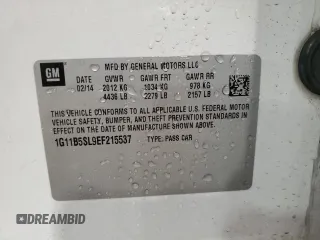 GM
MFD BY GENERAL MOTORS LLC
02/14 GVWR GAWR FRT GAWR RR
2012 KG 1034 KG 978 KG
4436 LB 2279 LB 2157 LB
THIS VEHICLE CONFORMS TO ALL APPLICABLE U.S. FEDERAL MOTOR
VEHICLE SAFETY, BUMPER, AND THEFT PREVENTION STANDARDS IN
EFFECT ON THE DATE OF MANUFACTURE SHOWN ABOVE.
1G11B5SL9EF215537
TYPE: PASS CAR
DREAMBID